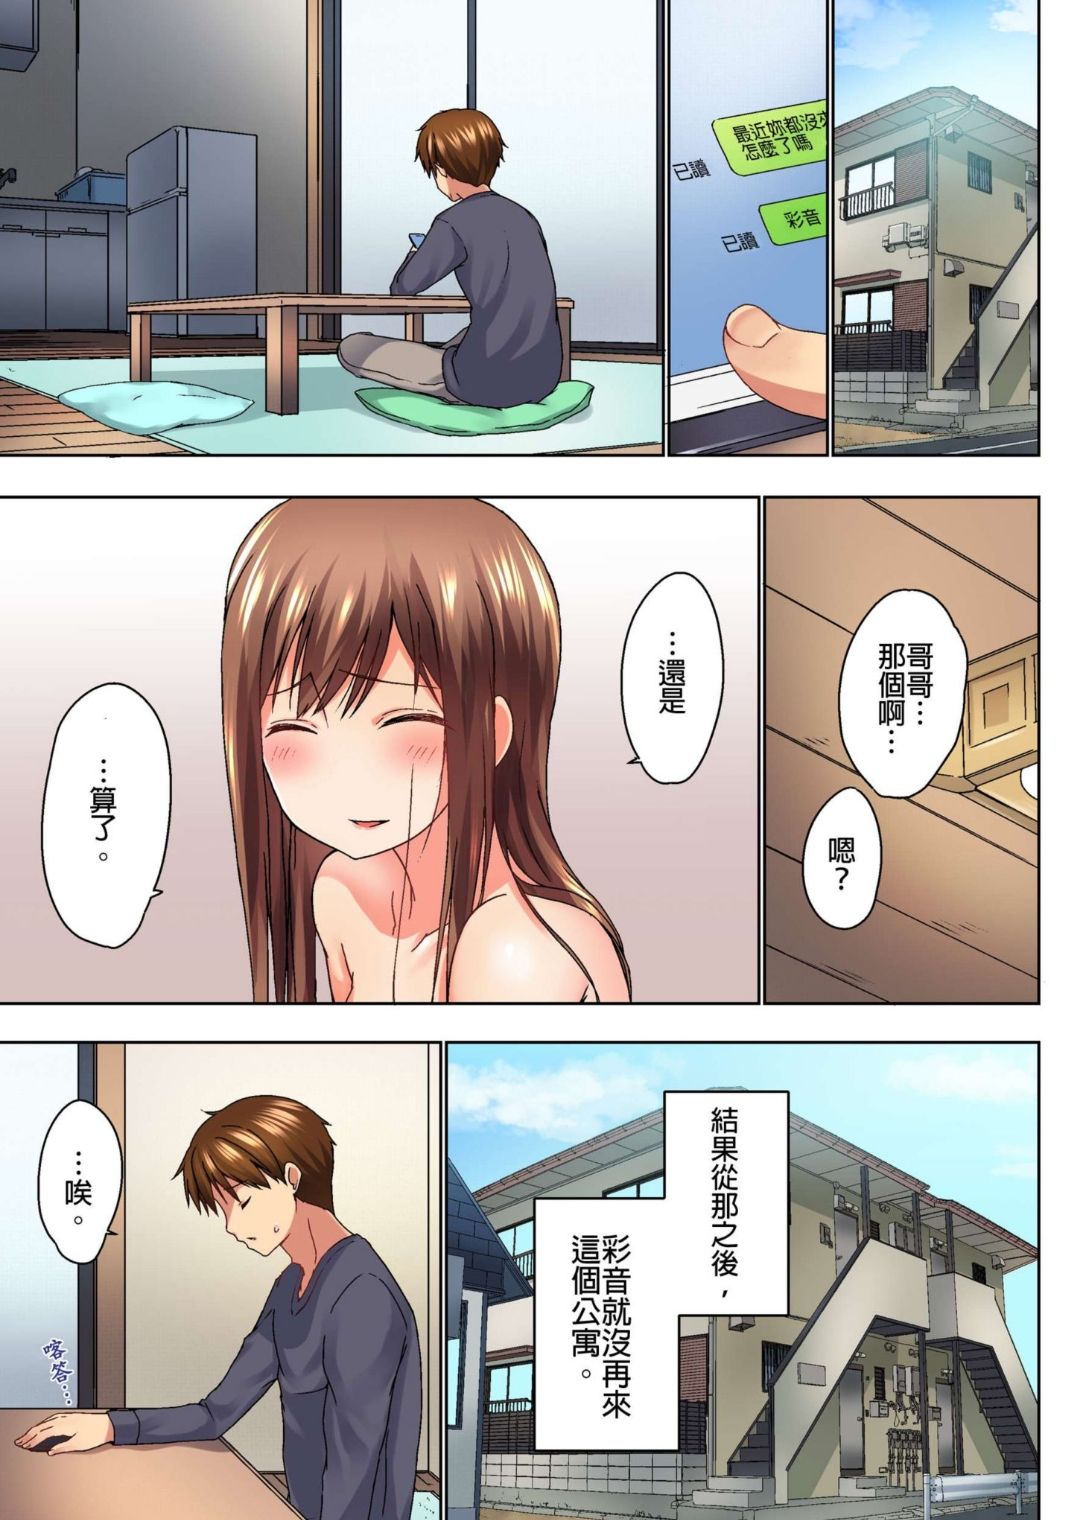 最近妳都沒來
怎麼了嗎
已讀
彩音
已讀
哥哥…
那個啊…
嗯？
…還是
…算了。
結果從那之後，
彩音就沒再來
這個公寓。
…唉。
喀答…